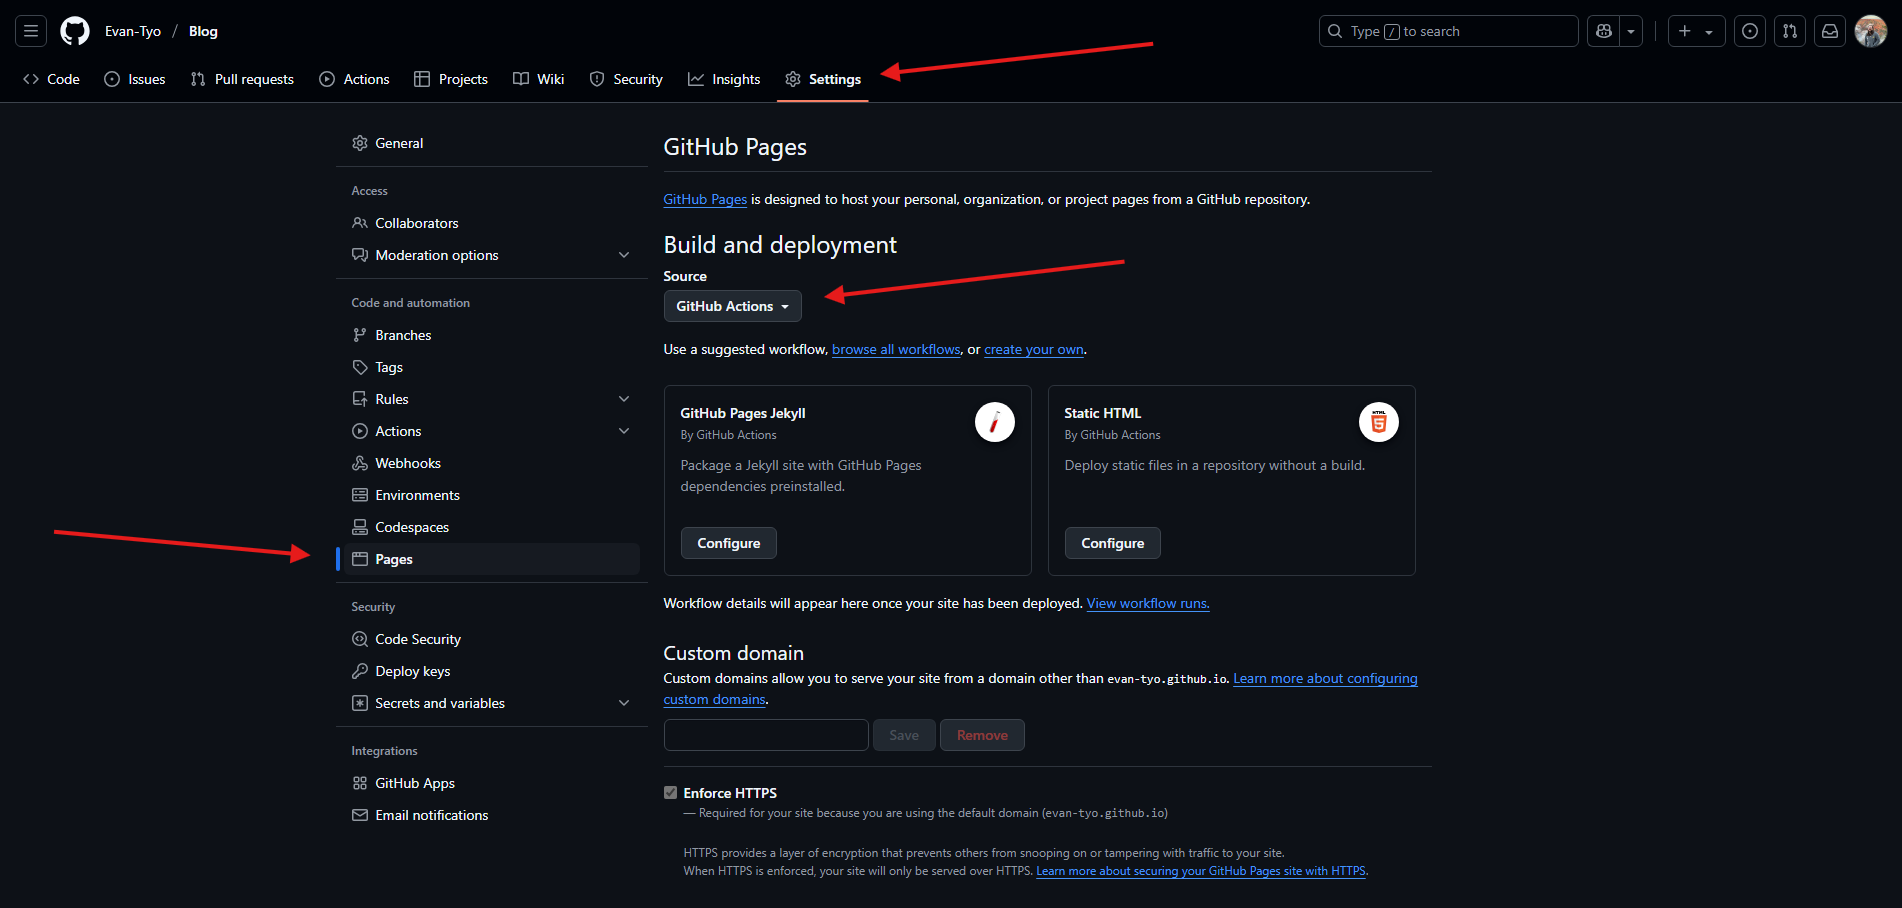 Evan-Tyo / Blog
Type / to search
Code
Issues
Pull requests
Actions
Projects
Wiki
Security
Insights
Settings
General
Access
Collaborators
Moderation options
Code and automation
Branches
Tags
Rules
Actions
Webhooks
Environments
Codespaces
Pages
Security
Code Security
Deploy keys
Secrets and variables
Integrations
GitHub Apps
Email notifications
GitHub Pages
GitHub Pages is designed to host your personal, organization, or project pages from a GitHub repository.
Build and deployment
Source
GitHub Actions
Use a suggested workflow, browse all workflows, or create your own.
GitHub Pages Jekyll
By GitHub Actions
Package a Jekyll site with GitHub Pages
dependencies preinstalled.
Configure
Static HTML
By GitHub Actions
HTML
5
Deploy static files in a repository without a build.
Configure
Workflow details will appear here once your site has been deployed. View workflow runs.
Custom domain
Custom domains allow you to serve your site from a domain other than evan-tyo.github.io. Learn more about configuring
custom domains.
Save
Remove
Enforce HTTPS
— Required for your site because you are using the default domain (evan-tyo.github.io)
HTTPS provides a layer of encryption that prevents others from snooping on or tampering with traffic to your site.
When HTTPS is enforced, your site will only be served over HTTPS. Learn more about securing your GitHub Pages site with HTTPS.